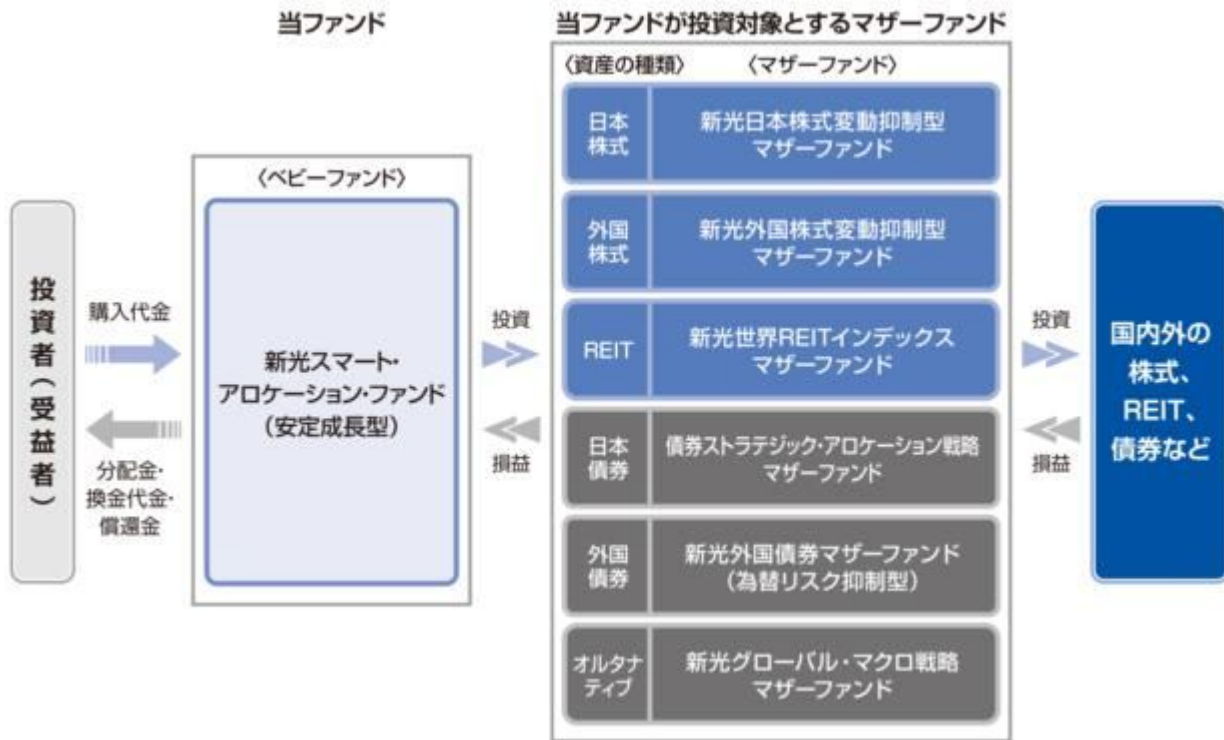 当ファンド
当ファンドが投資対象とするマザーファンド
〈資産の種類〉
〈マザーファンド〉
〈ベビーファンド〉
投資者（受益者）
購入代金
分配金・
換金代金・
償還金
新光スマート・
アロケーション・ファンド
（安定成長型）
投資
損益
日本
株式
新光日本株式変動抑制型
マザーファンド
外国
株式
新光外国株式変動抑制型
マザーファンド
REIT
新光世界REITインデックス
マザーファンド
日本
債券
債券ストラテジック・アロケーション戦略
マザーファンド
外国
債券
新光外国債券マザーファンド
（為替リスク抑制型）
オルタナ
ティブ
新光グローバル・マクロ戦略
マザーファンド
投資
損益
国内外の
株式、
REIT、
債券など